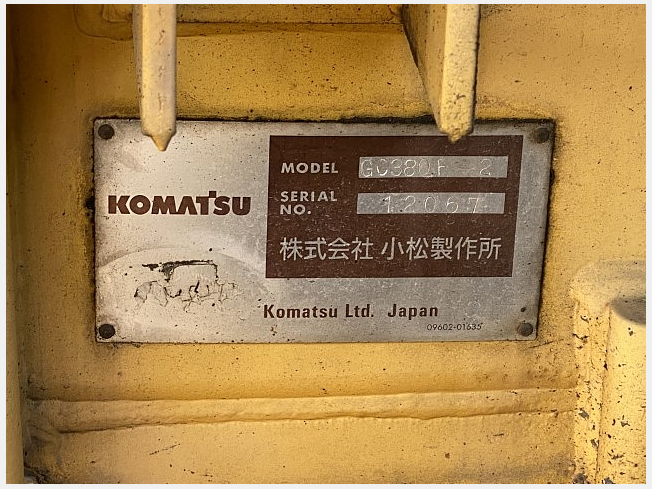 KOMATSU
MODEL GC380F-2
SERIAL NO. 12067
株式会社 小松製作所
Komatsu Ltd. Japan
09602-01635